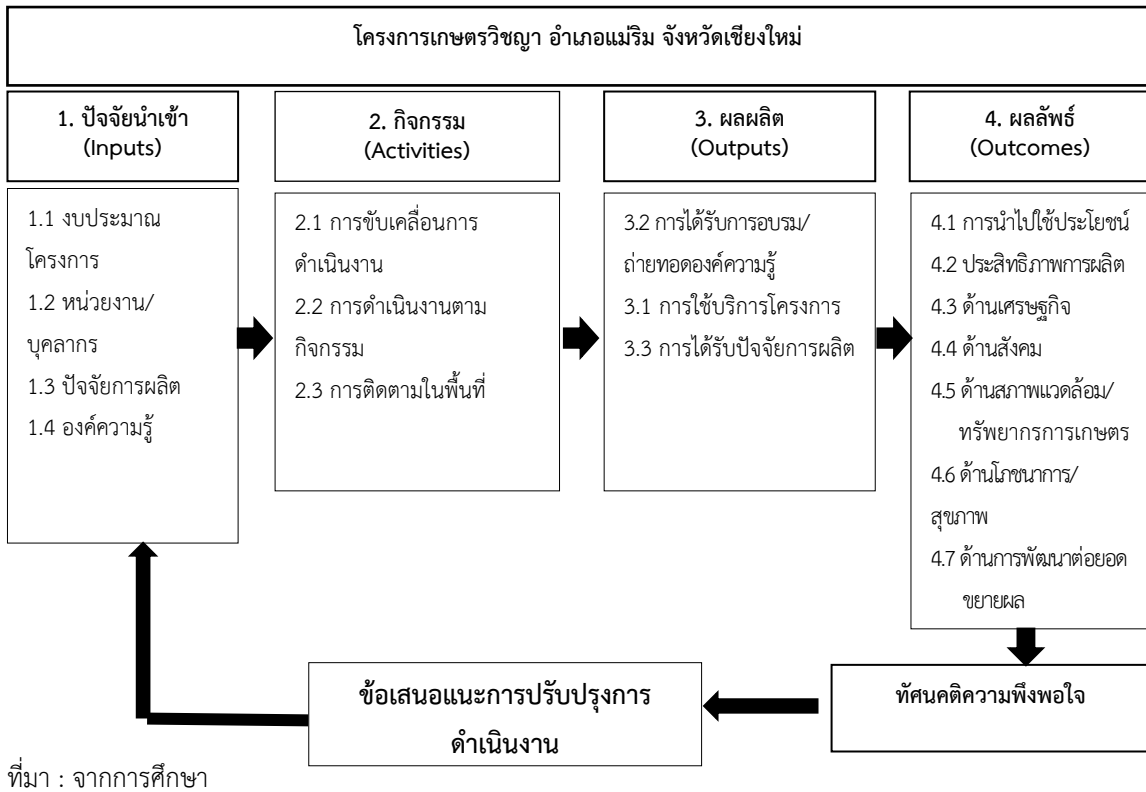 โครงการเกษตรวิชญา อำเภอแม่ริม จังหวัดเชียงใหม่
1. ปัจจัยนำเข้า
(Inputs)
1.1 งบประมาณ
โครงการ
1.2 หน่วยงาน/
บุคลากร
1.3 ปัจจัยการผลิต
1.4 องค์ความรู้
2. กิจกรรม
(Activities)
2.1 การขับเคลื่อนการ
ดำเนินงาน
2.2 การดำเนินงานตาม
กิจกรรม
2.3 การติดตามในพื้นที่
3. ผลผลิต
(Outputs)
3.2 การได้รับการอบรม/
ถ่ายทอดองค์ความรู้
3.1 การใช้บริการโครงการ
3.3 การได้รับปัจจัยการผลิต
4. ผลลัพธ์
(Outcomes)
4.1 การนำไปใช้ประโยชน์
4.2 ประสิทธิภาพการผลิต
4.3 ด้านเศรษฐกิจ
4.4 ด้านสังคม
4.5 ด้านสภาพแวดล้อม/
ทรัพยากรการเกษตร
4.6 ด้านโภชนาการ/
สุขภาพ
4.7 ด้านการพัฒนาต่อยอด
ขยายผล
ทัศนคติความพึงพอใจ
ข้อเสนอแนะการปรับปรุงการ
ดำเนินงาน
ที่มา : จากการศึกษา